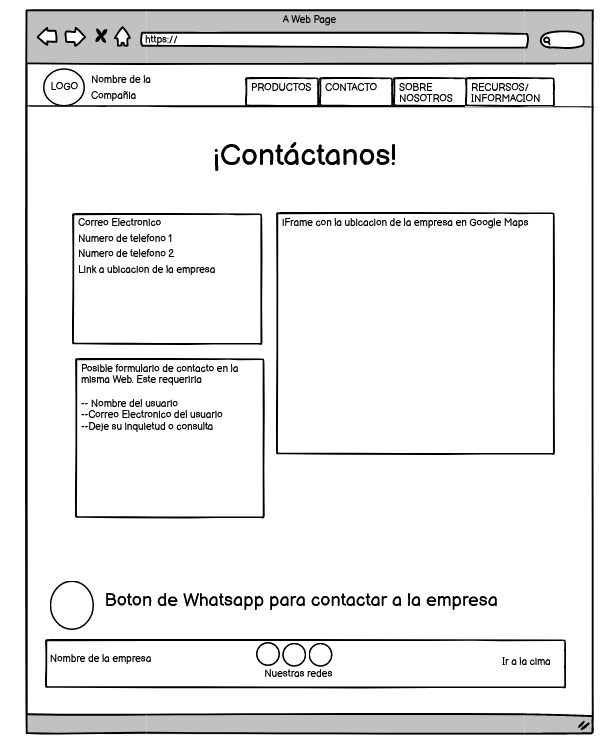 A Web Page
https://
LOGO
Nombre de la
Compañia
PRODUCTOS
CONTACTO
SOBRE
NOSOTROS
RECURSOS/
INFORMACION
¡Contáctanos!
Correo Electronico
Numero de telefono 1
Numero de telefono 2
Link a ubicacion de la empresa
iFrame con la ubicacion de la empresa en Google Maps
Posible formulario de contacto en la
misma Web. Este requeriria
-- Nombre del usuario
--Correo Electronico del usuario
--Deje su inquietud o consulta
Boton de Whatsapp para contactar a la empresa
Nombre de la empresa
Nuestras redes
Ir a la cima